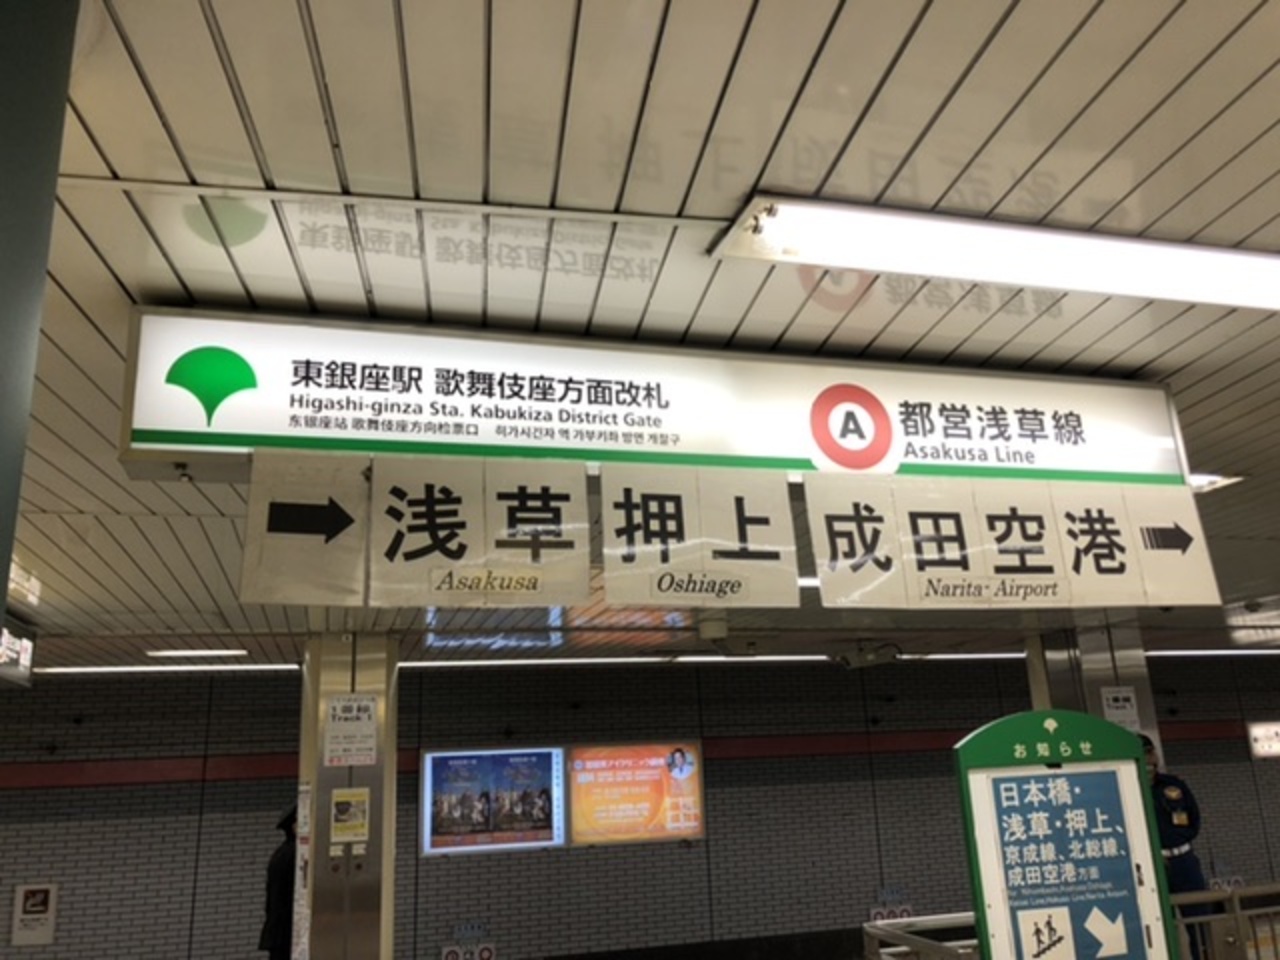 東銀座駅 歌舞伎座方面改札
Higashi-ginza Sta. Kabukiza District Gate
东银座站 歌舞伎座方向检票口 히가시긴자 역 가부키좌 방면 개찰구
A 都営浅草線
Asakusa Line
浅草 押上 成田空港
Asakusa Oshiage Narita-Airport
Track 1
お知らせ
日本橋・
浅草・押上、
京成線、北総線、
成田空港方面